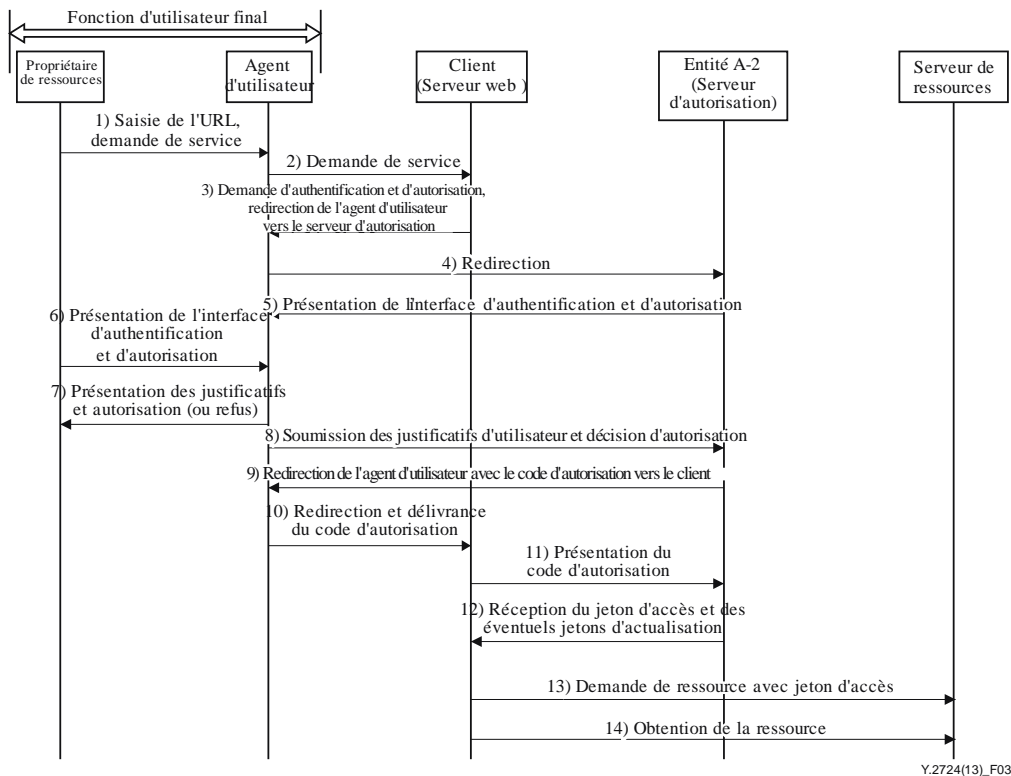 Fonction d'utilisateur final
Propriétaire
de ressources
Agent
d'utilisateur
Client
(Serveur web )
Entité A-2
(Serveur
d'autorisation)
Serveur de
ressources
1) Saisie de l'URL,
demande de service
2) Demande de service
3) Demande d'authentification et d'autorisation,
redirection de l'agent d'utilisateur
vers le serveur d'autorisation
4) Redirection
5) Présentation de l'interface d'authentification et d'autorisation
6) Présentation de l'interface
d'authentification
et d'autorisation
7) Présentation des justificatifs
et autorisation (ou refus)
8) Soumission des justificatifs d'utilisateur et décision d'autorisation
9) Redirection de l'agent d'utilisateur avec le code d'autorisation vers le client
10) Redirection et délivrance
du code d'autorisation
11) Présentation du
code d'autorisation
12) Réception du jeton d'accès et des
éventuels jetons d'actualisation
13) Demande de ressource avec jeton d'accès
14) Obtention de la ressource
Y.2724(13)_F03